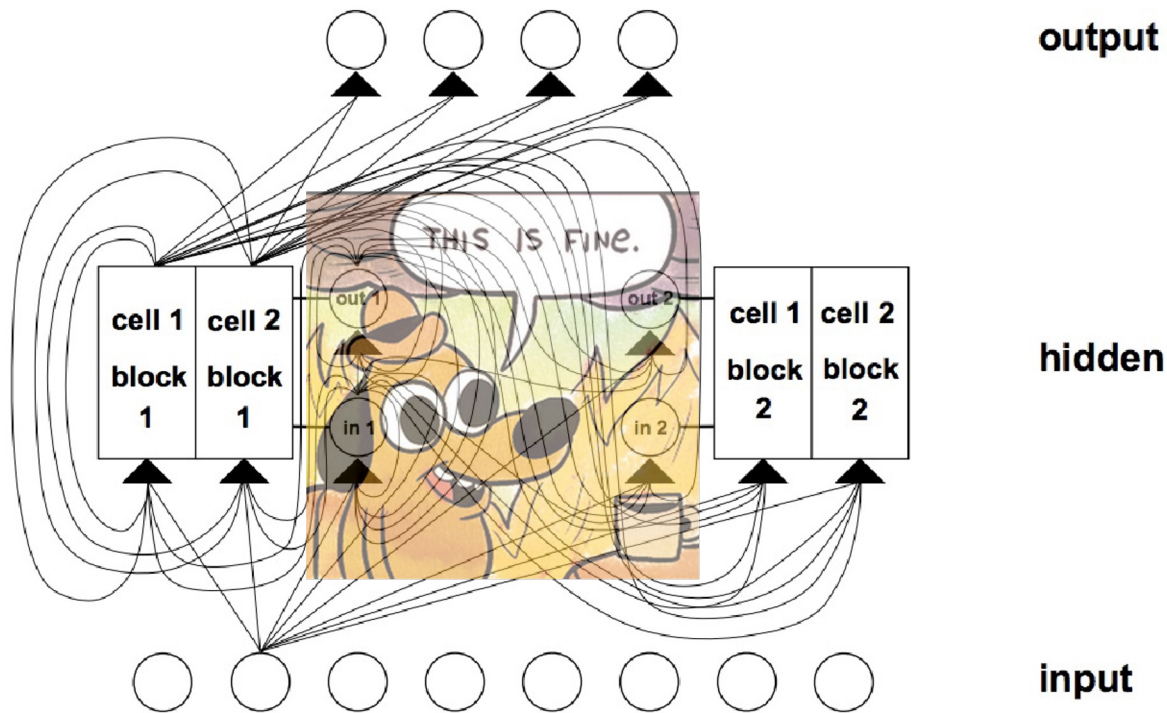 output
THIS IS FINE.
out 1
out 2
cell 1
block
1
cell 2
block
1
cell 1
block
2
cell 2
block
2
hidden
in 1
in 2
input